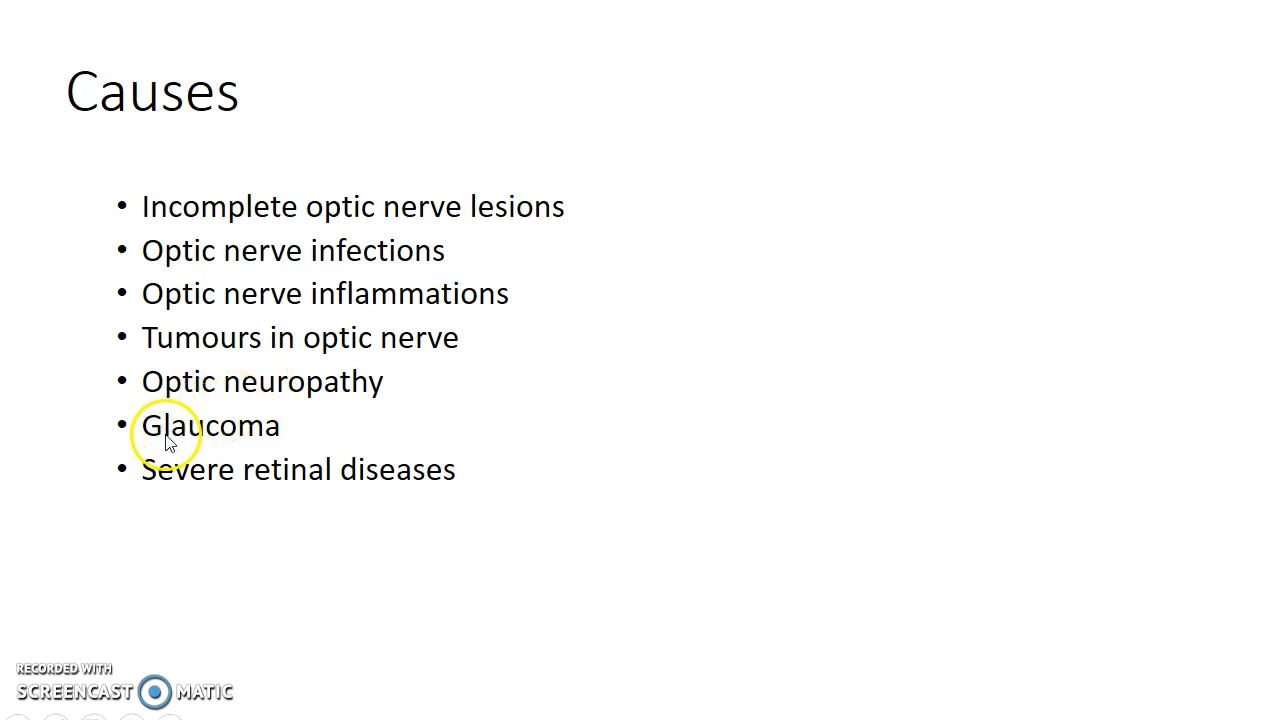 Causes
• Incomplete optic nerve lesions
• Optic nerve infections
• Optic nerve inflammations
• Tumours in optic nerve
• Optic neuropathy
• Glaucoma
• Severe retinal diseases
RECORDED WITH
SCREENCAST MATIC